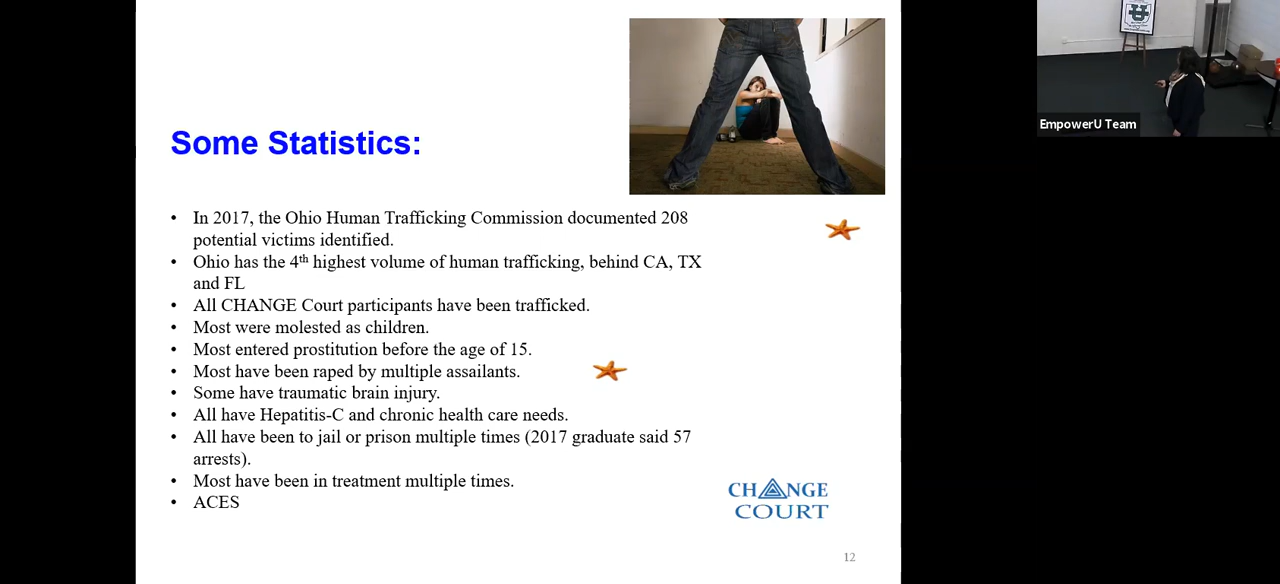 Some Statistics:
• In 2017, the Ohio Human Trafficking Commission documented 208
potential victims identified.
• Ohio has the 4th highest volume of human trafficking, behind CA, TX
and FL
• All CHANGE Court participants have been trafficked.
• Most were molested as children.
• Most entered prostitution before the age of 15.
• Most have been raped by multiple assailants.
• Some have traumatic brain injury.
• All have Hepatitis-C and chronic health care needs.
• All have been to jail or prison multiple times (2017 graduate said 57
arrests).
• Most have been in treatment multiple times.
• ACES
CHANGE
COURT
12
EmpowerU Team